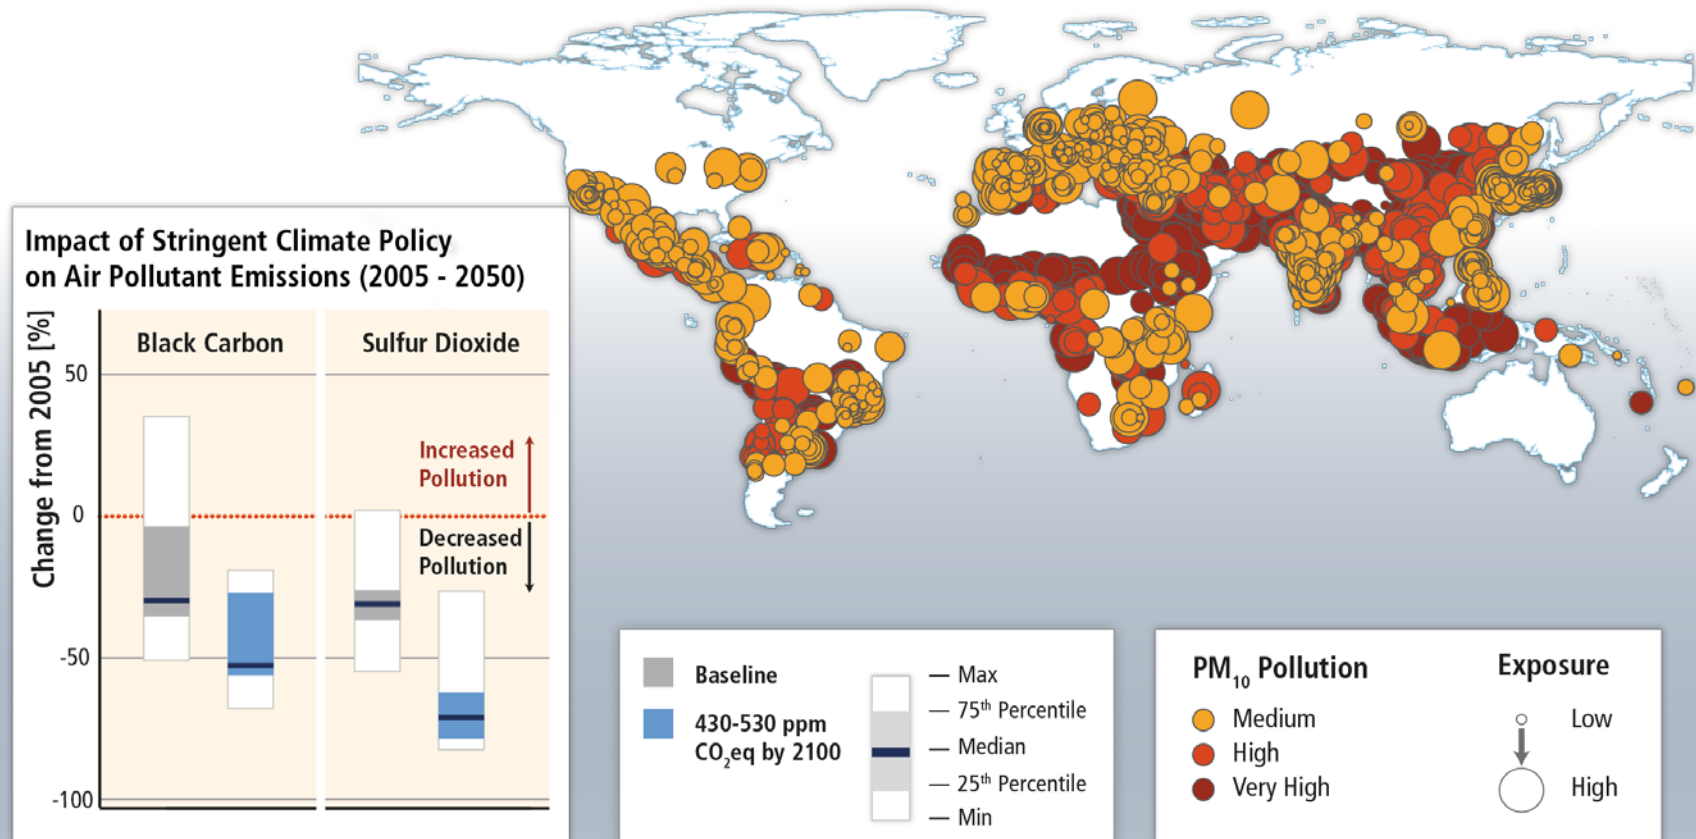 Impact of Stringent Climate Policy
on Air Pollutant Emissions (2005 - 2050)
Change from 2005 [%]
Black Carbon
Sulfur Dioxide
50
0
-50
-100
Increased
Pollution
Decreased
Pollution
Baseline
430-530 ppm
CO₂eq by 2100
Max
75th Percentile
Median
25th Percentile
Min
PM₁₀ Pollution
Medium
High
Very High
Exposure
Low
High